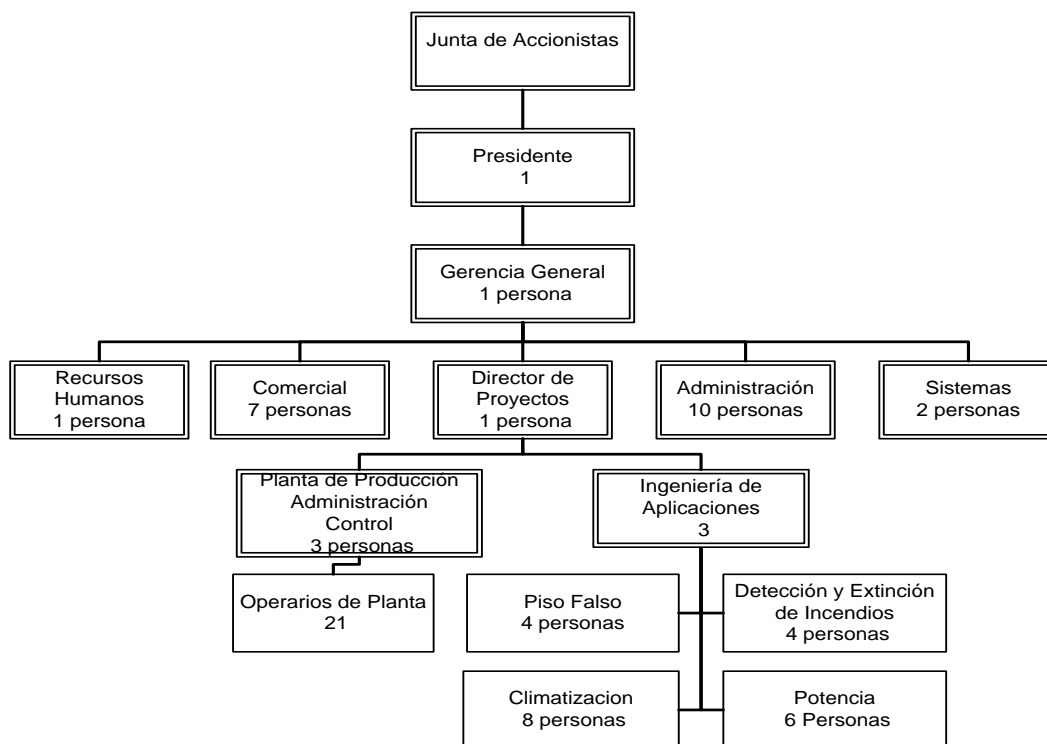 Junta de Accionistas
Presidente
1
Gerencia General
1 persona
Recursos
Humanos
1 persona
Comercial
7 personas
Director de
Proyectos
1 persona
Administración
10 personas
Sistemas
2 personas
Planta de Producción
Administración
Control
3 personas
Ingeniería de
Aplicaciones
3
Operarios de Planta
21
Piso Falso
4 personas
Detección y Extinción
de Incendios
4 personas
Climatizacion
8 personas
Potencia
6 Personas